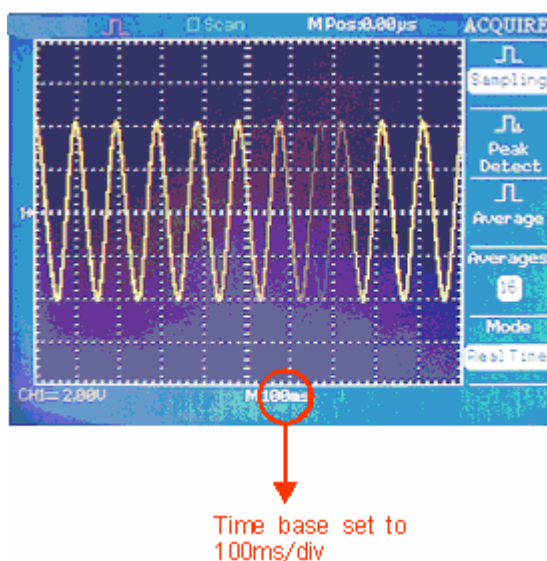 □ Scan M Pos:0.00µs ACQUIRE
Sampling
Peak
Detect
Average
Averages
16
Mode
Real Time
1
CH1= 2.00V M 100ms
Time base set to
100ms/div